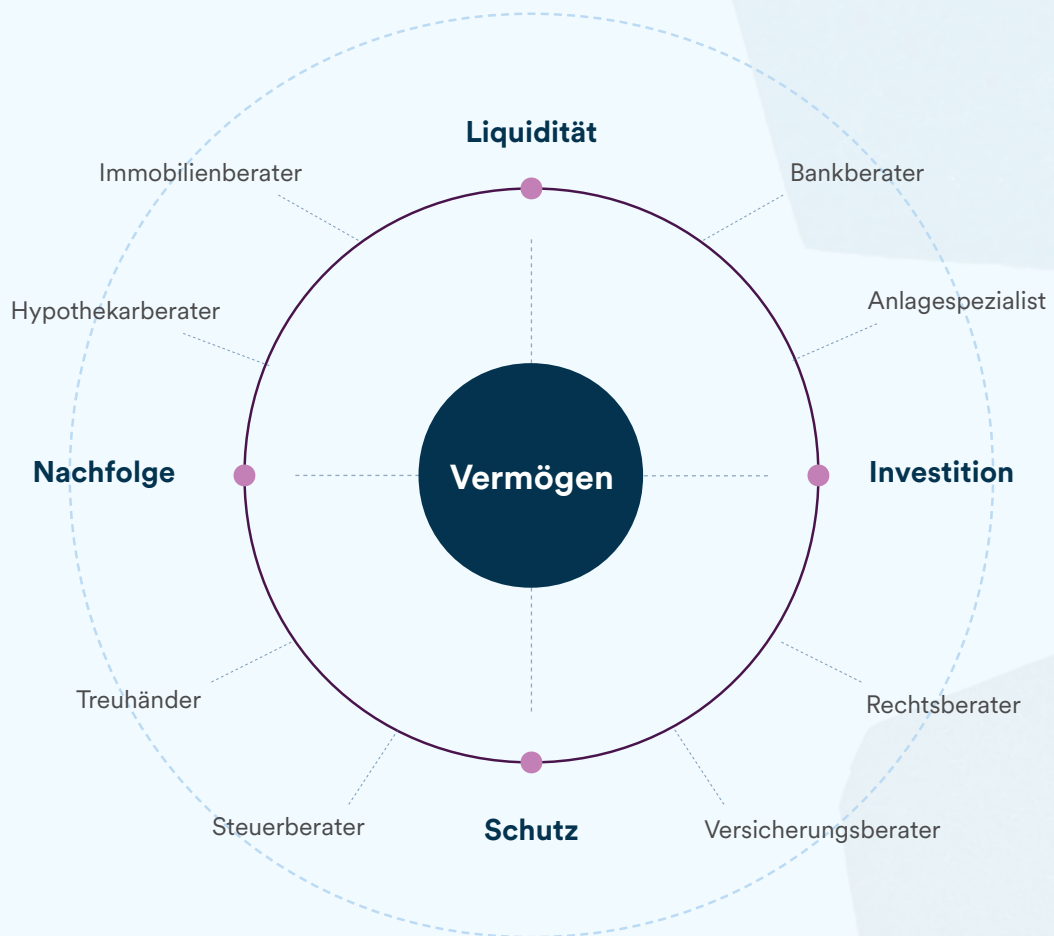 Liquidität
Immobilienberater
Bankberater
Anlagespezialist
Hypothekarberater
Nachfolge
Vermögen
Investition
Treuhänder
Rechtsberater
Steuerberater
Schutz
Versicherungsberater